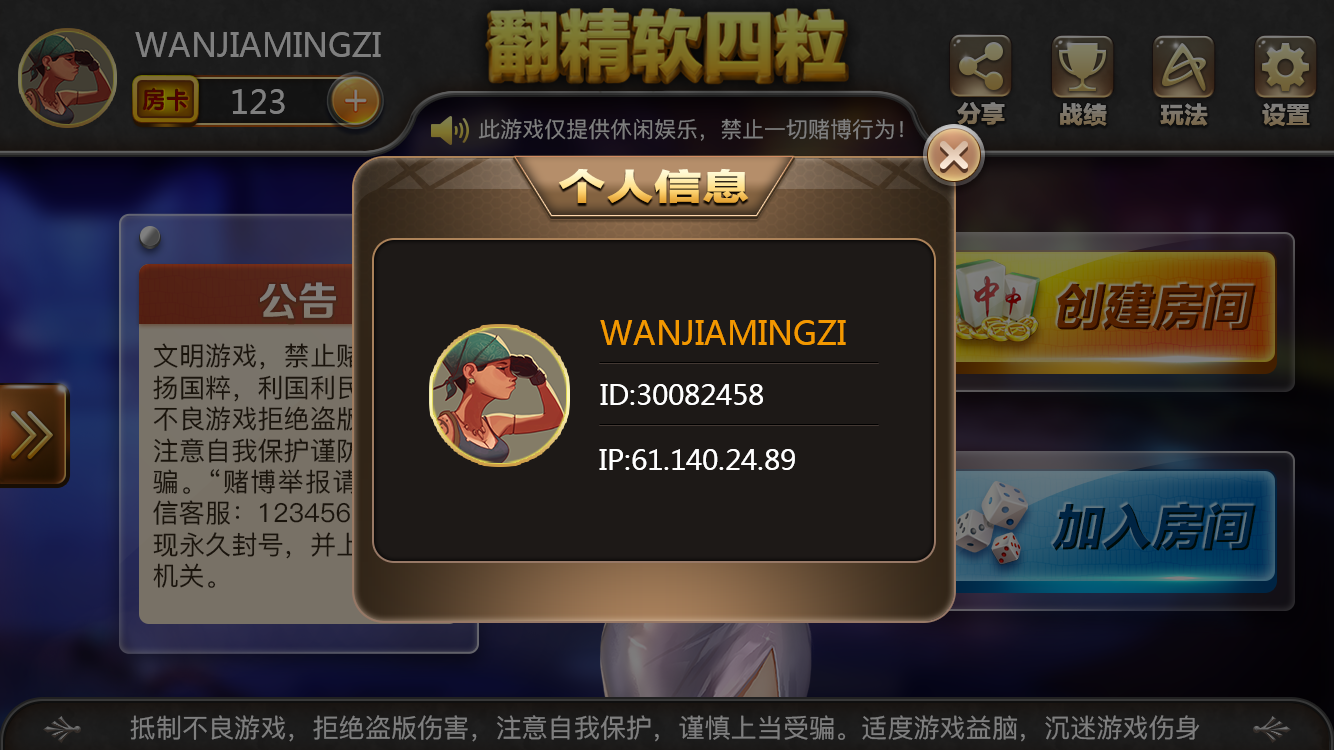 WANJIAMINGZI
房卡 123
翻精软四粒
分享 战绩 玩法 设置
此游戏仅提供休闲娱乐，禁止一切赌博行为！
个人信息
公告
文明游戏，禁止赌
扬国粹，利国利民
不良游戏拒绝盗版
注意自我保护谨防
骗。“赌博举报请
信客服：123456
现永久封号，并上
机关。
WANJIAMINGZI
ID:30082458
IP:61.140.24.89
中 中
创建房间
加入房间
抵制不良游戏，拒绝盗版伤害，注意自我保护，谨慎上当受骗。适度游戏益脑，沉迷游戏伤身